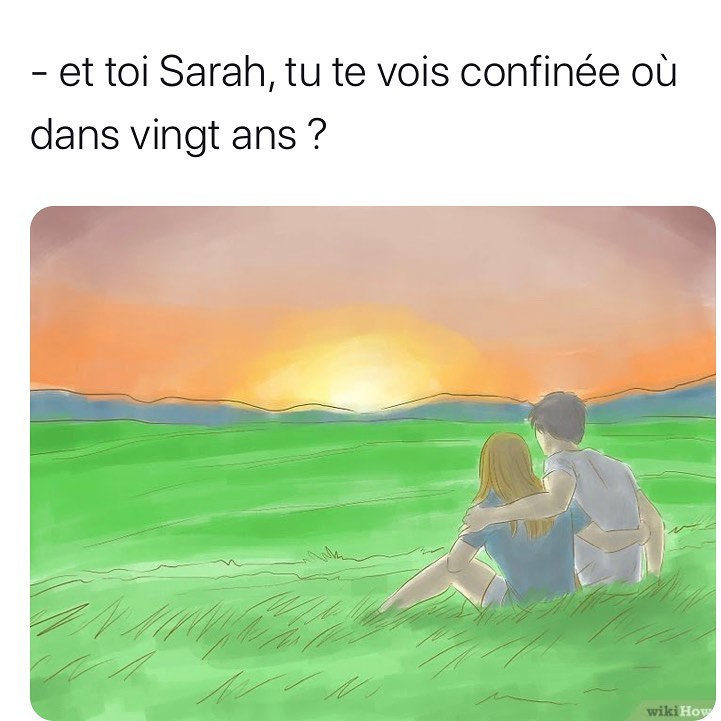 - et toi Sarah, tu te vois confinée où
dans vingt ans ?
wikiHow